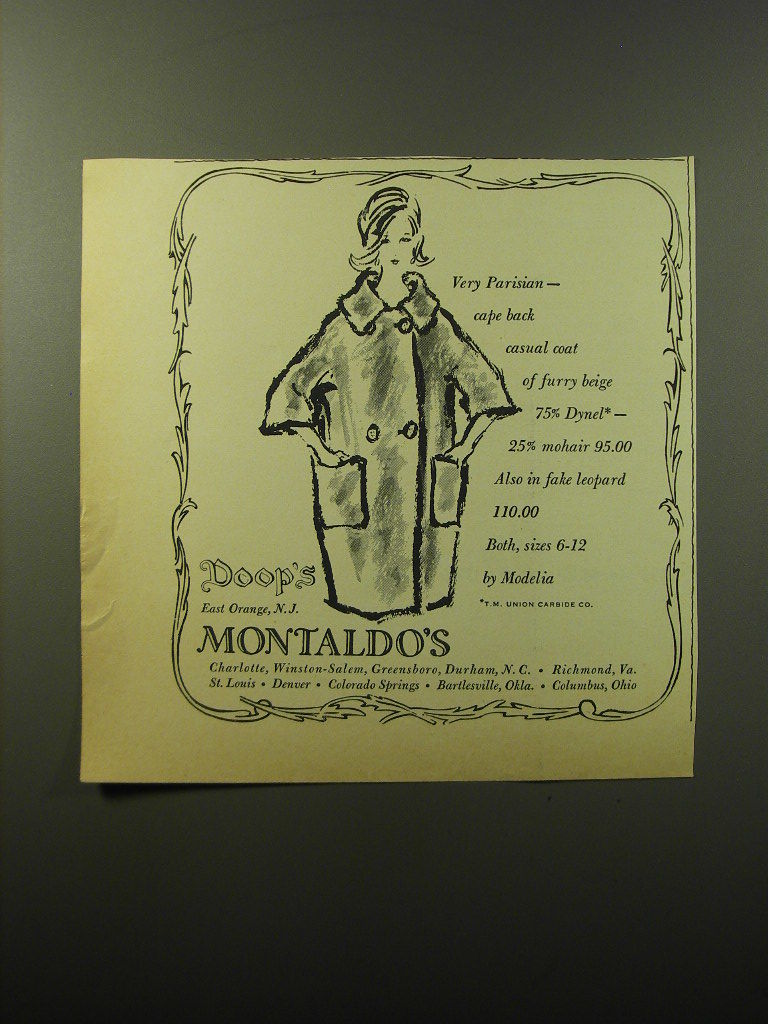 Very Parisian —
cape back
casual coat
of furry beige
75% Dynel* —
25% mohair 95.00
Also in fake leopard
110.00
Both, sizes 6-12
by Modelia
*T.M. UNION CARBIDE CO.
Doop's
East Orange, N.J.
MONTALDO'S
Charlotte, Winston-Salem, Greensboro, Durham, N.C. • Richmond, Va.
St. Louis • Denver • Colorado Springs • Bartlesville, Okla. • Columbus, Ohio